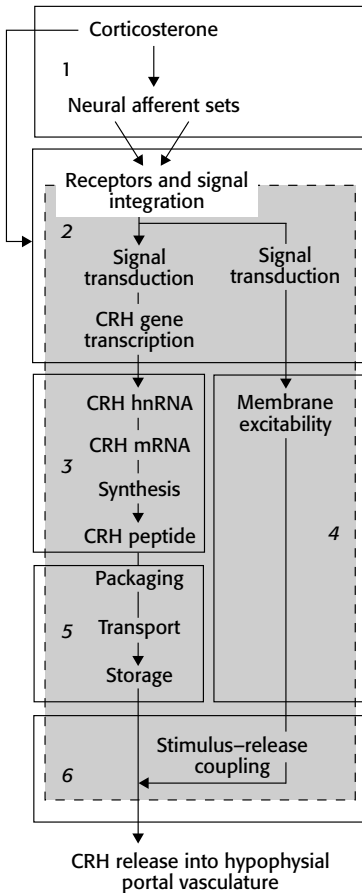 Corticosterone
1
Neural afferent sets
Receptors and signal
integration
2
Signal
transduction
Signal
transduction
CRH gene
transcription
CRH hnRNA
Membrane
excitability
CRH mRNA
3
Synthesis
4
CRH peptide
Packaging
5
Transport
Storage
Stimulus–release
coupling
6
CRH release into hypophysial
portal vasculature